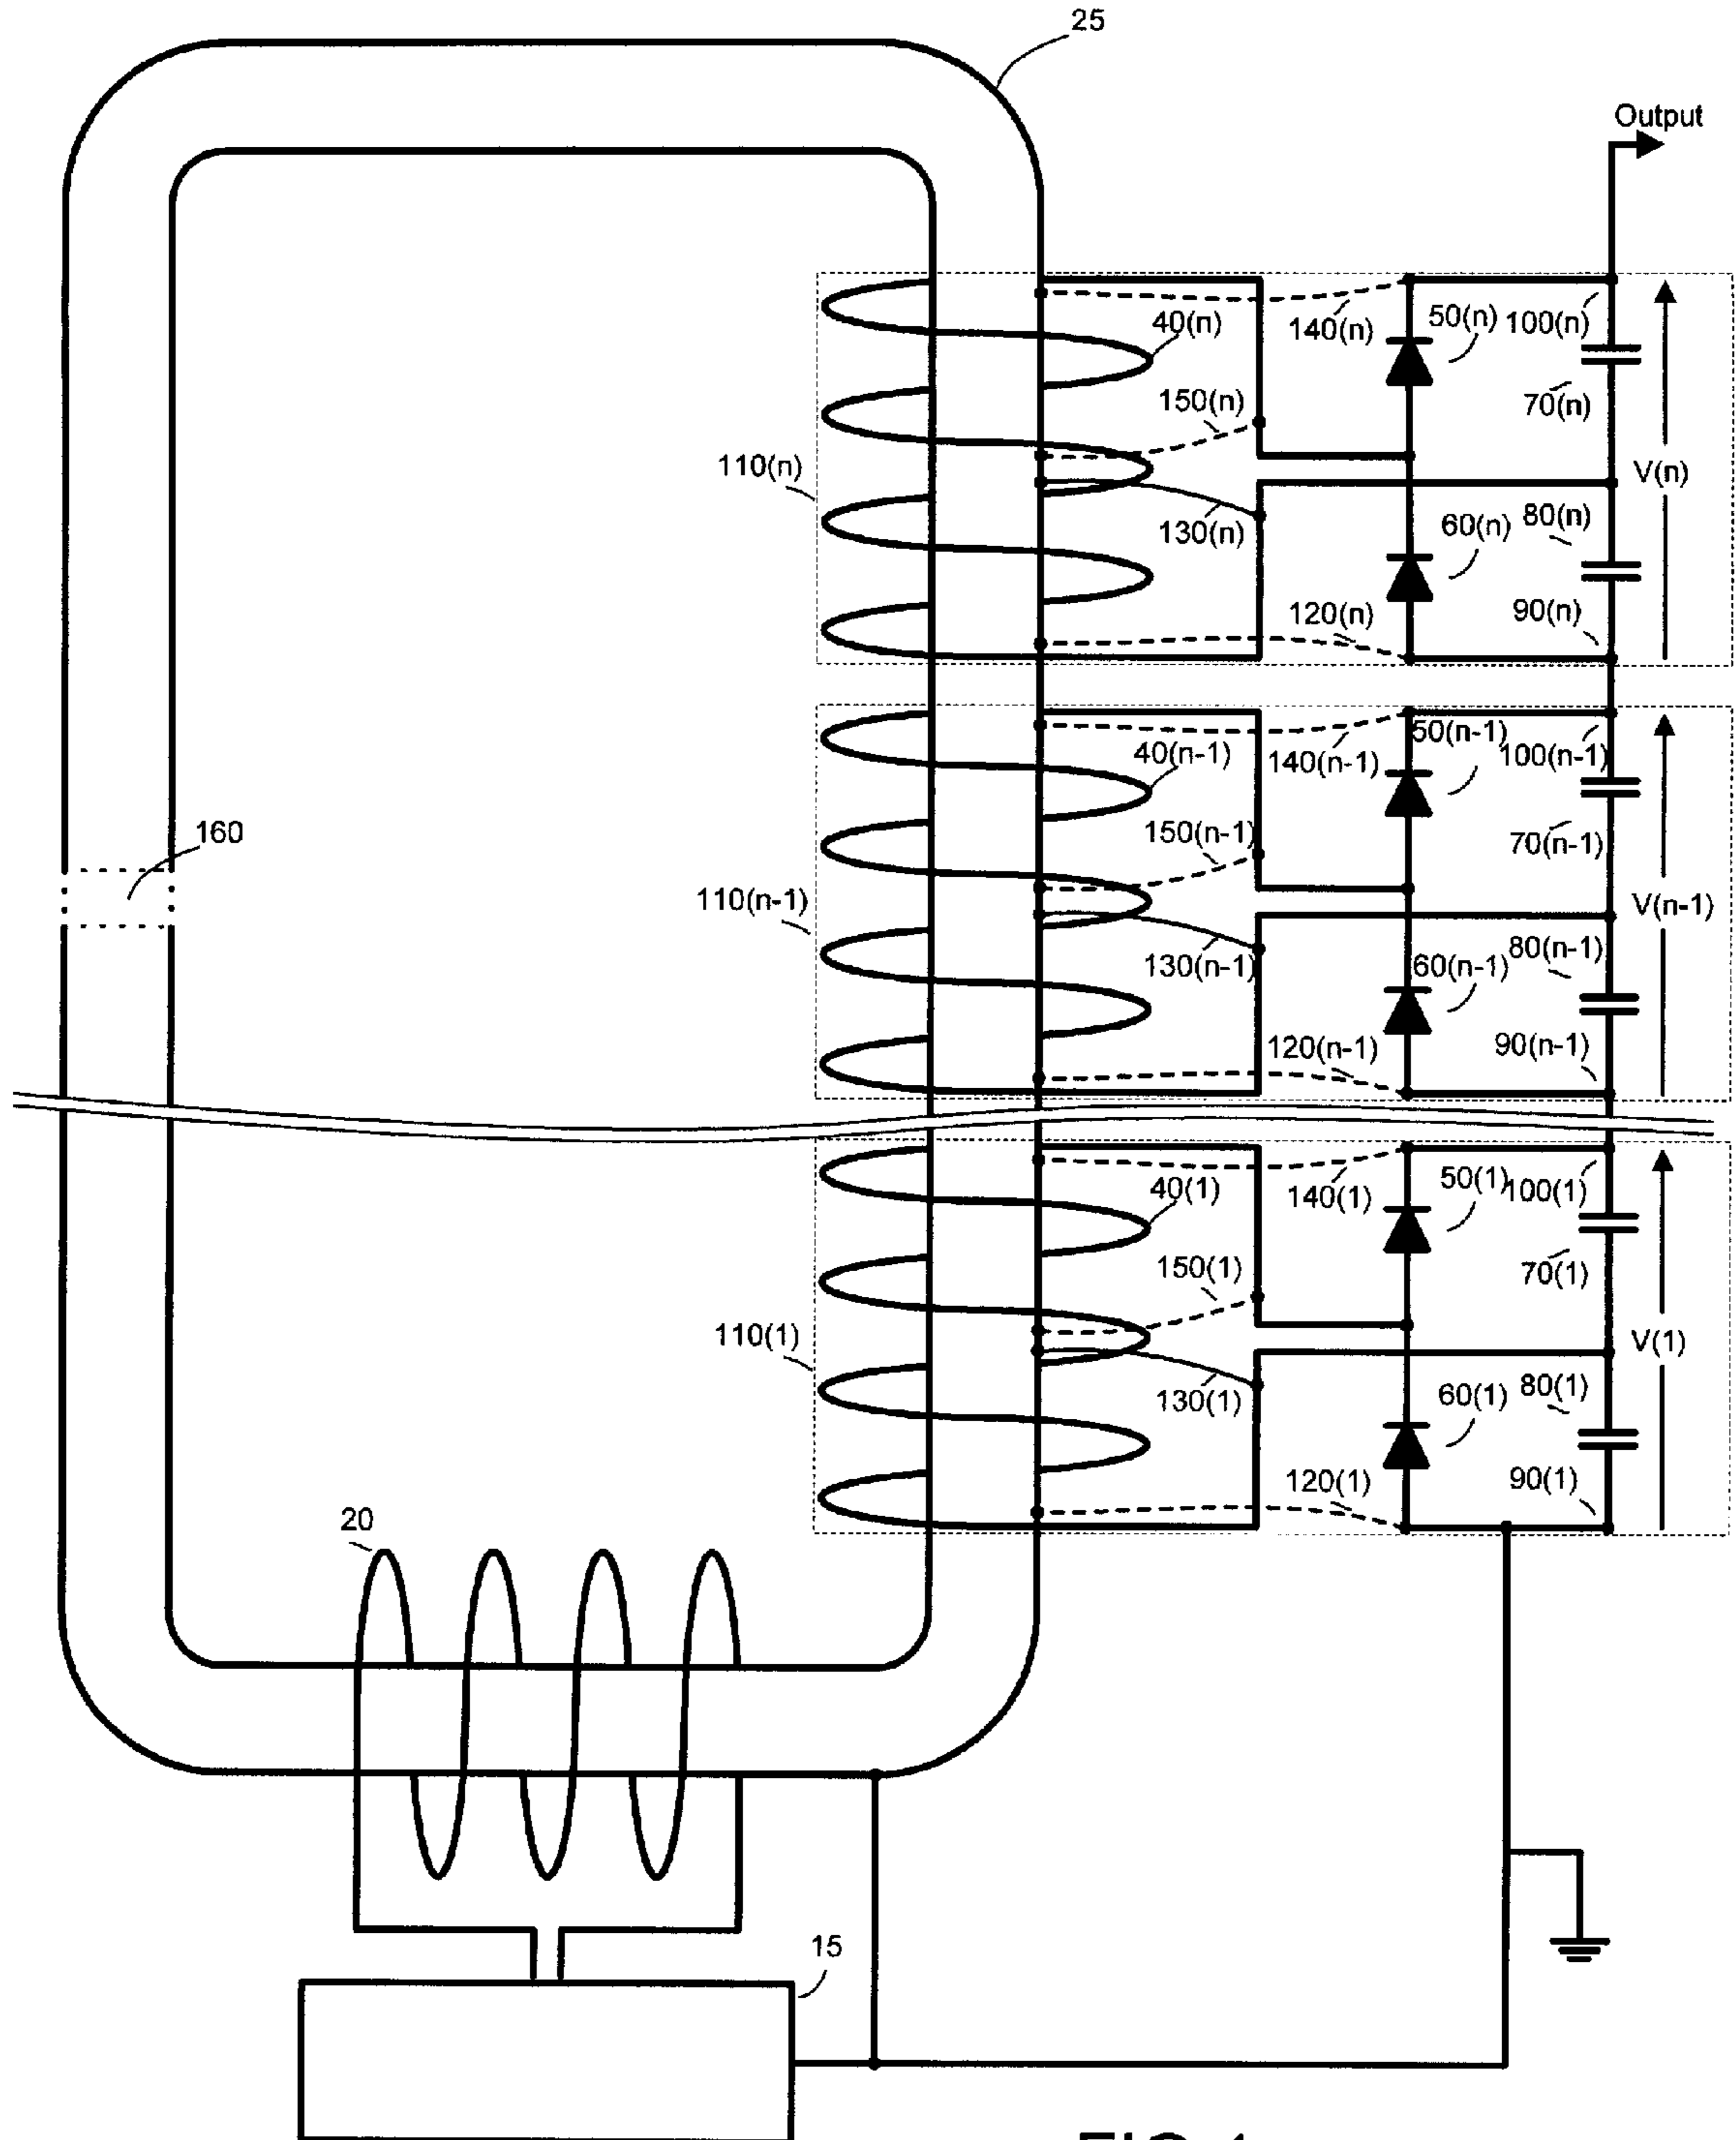 25
Output
40(n)
140(n)
50(n)
100(n)
150(n)
70(n)
110(n)
V(n)
130(n)
60(n)
80(n)
120(n)
90(n)
40(n-1)
140(n-1)
50(n-1)
100(n-1)
160
150(n-1)
70(n-1)
110(n-1)
V(n-1)
130(n-1)
60(n-1)
80(n-1)
120(n-1)
90(n-1)
40(1)
140(1)
50(1)
100(1)
150(1)
70(1)
110(1)
V(1)
130(1)
60(1)
80(1)
120(1)
90(1)
20
15